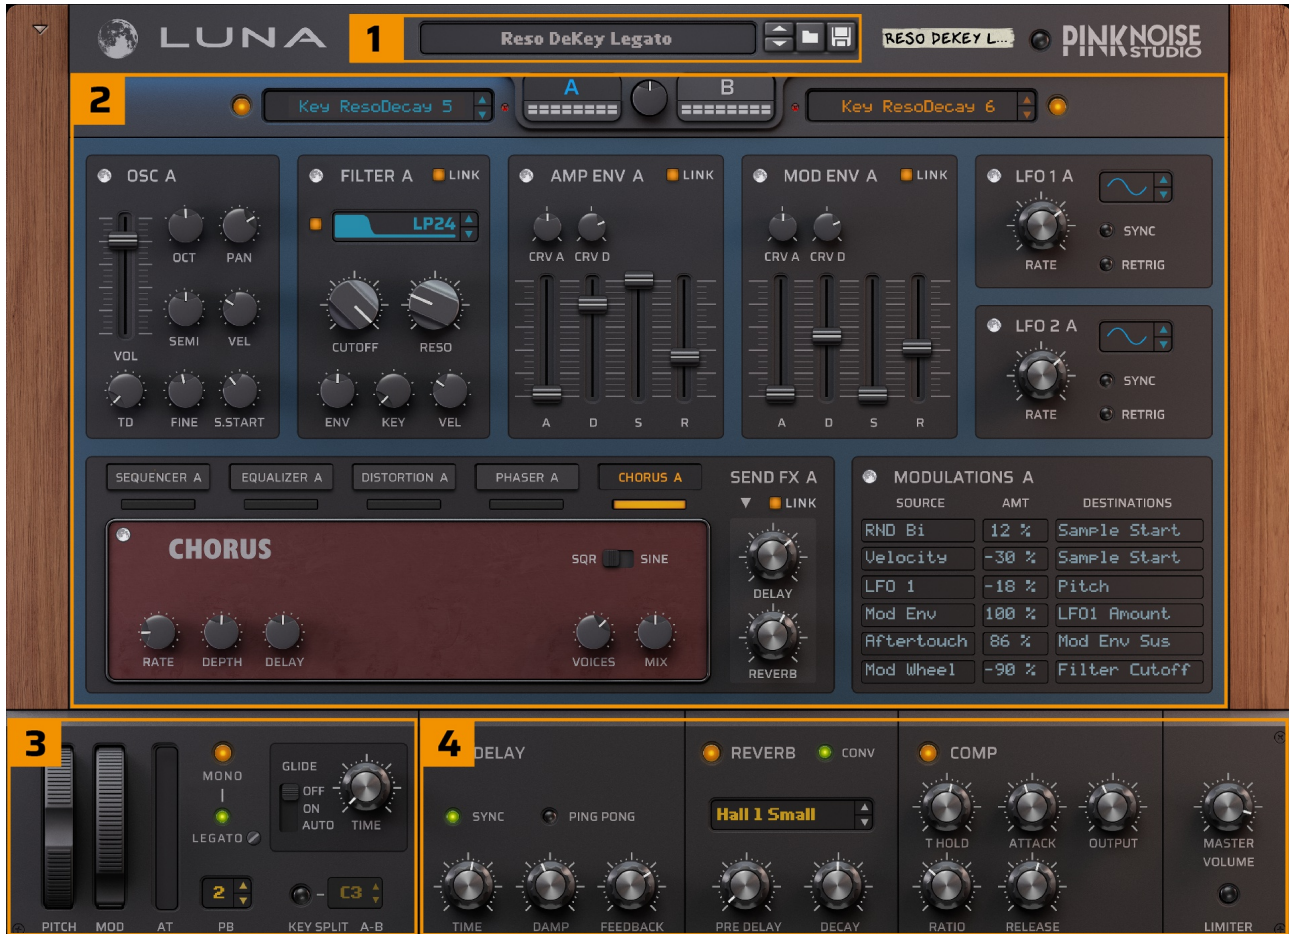 LUNA
1
Reso DeKey Legato
RESO DEKEY L...
PINKNOISE
STUDIO
2
Key ResoDecay 5
A
B
Key ResoDecay 6
OSC A
OCT
PAN
SEMI
VEL
VOL
TD
FINE
S.START
FILTER A
LINK
LP24
CUTOFF
RESO
ENV
KEY
VEL
AMP ENV A
LINK
CRV A
CRV D
A
D
S
R
MOD ENV A
LINK
CRV A
CRV D
A
D
S
R
LFO 1 A
SYNC
RATE
RETRIG
LFO 2 A
SYNC
RATE
RETRIG
SEQUENCER A
EQUALIZER A
DISTORTION A
PHASER A
CHORUS A
CHORUS
SQR
SINE
RATE
DEPTH
DELAY
VOICES
MIX
SEND FX A
LINK
DELAY
REVERB
MODULATIONS A
SOURCE AMT DESTINATIONS
RND Bi 12 % Sample Start
Velocity -30 % Sample Start
LFO 1 -18 % Pitch
Mod Env 100 % LFO1 Amount
Aftertouch 86 % Mod Env Sus
Mod Wheel -90 % Filter Cutoff
3
MONO
LEGATO
GLIDE
OFF
ON
AUTO
TIME
2
C3
PITCH
MOD
AT
PB
KEY SPLIT
A-B
4
DELAY
SYNC
PING PONG
TIME
DAMP
FEEDBACK
REVERB
CONV
Hall 1 Small
PRE DELAY
DECAY
COMP
T HOLD
ATTACK
OUTPUT
RATIO
RELEASE
MASTER
VOLUME
LIMITER